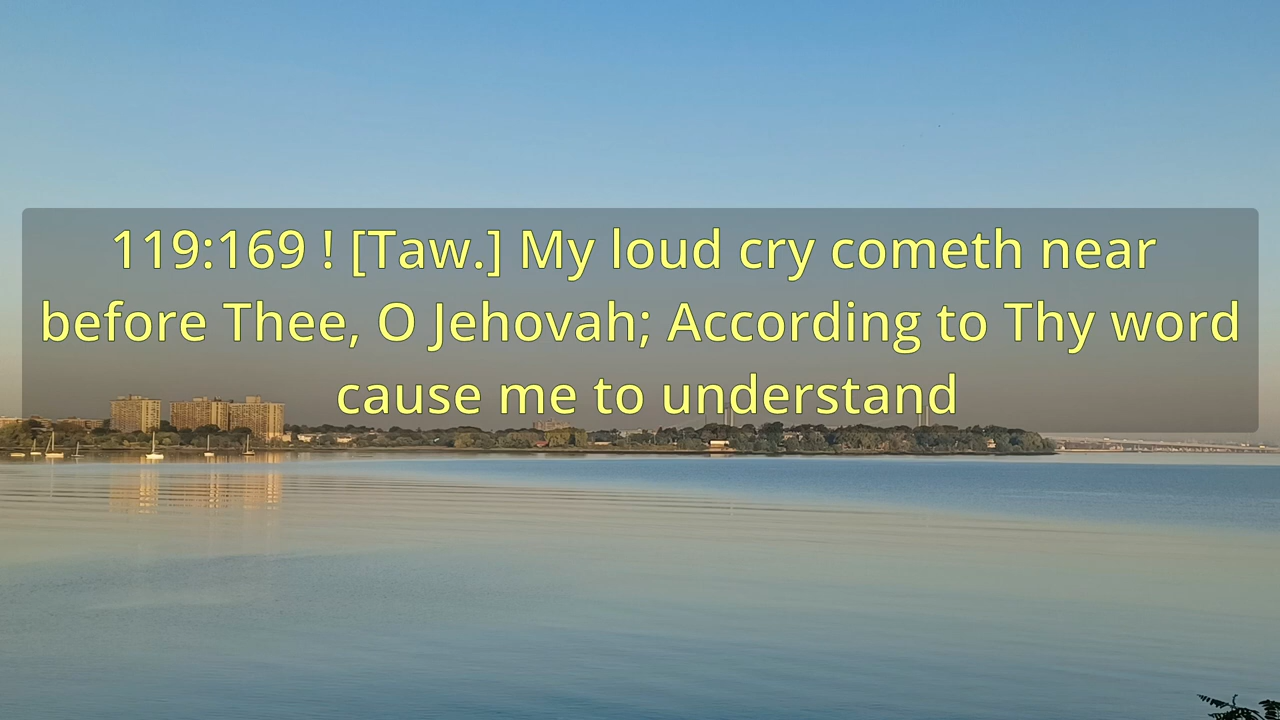 119:169 ! [Taw.] My loud cry cometh near
before Thee, O Jehovah; According to Thy word
cause me to understand